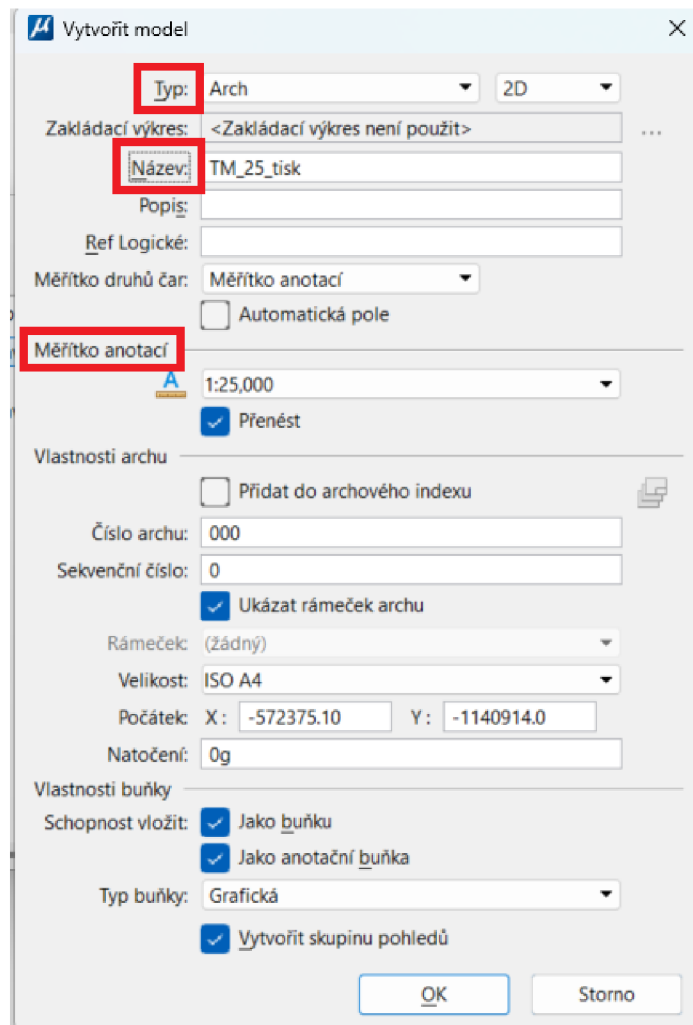 Vytvořit model
Typ: Arch 2D
Zakládací výkres: <Zakládací výkres není použit> ...
Název: TM_25_tisk
Popis:
Ref Logické:
Měřítko druhů čar: Měřítko anotací
Automatická pole
Měřítko anotací
A 1:25,000
Přenést
Vlastnosti archu
Přidat do archového indexu
Číslo archu: 000
Sekvenční číslo: 0
Ukázat rámeček archu
Rámeček: (žádný)
Velikost: ISO A4
Počátek: X: -572375.10 Y: -1140914.0
Natočení: 0g
Vlastnosti buňky
Schopnost vložit: Jako buňku
Jako anotační buňka
Typ buňky: Grafická
Vytvořit skupinu pohledů
OK Storno